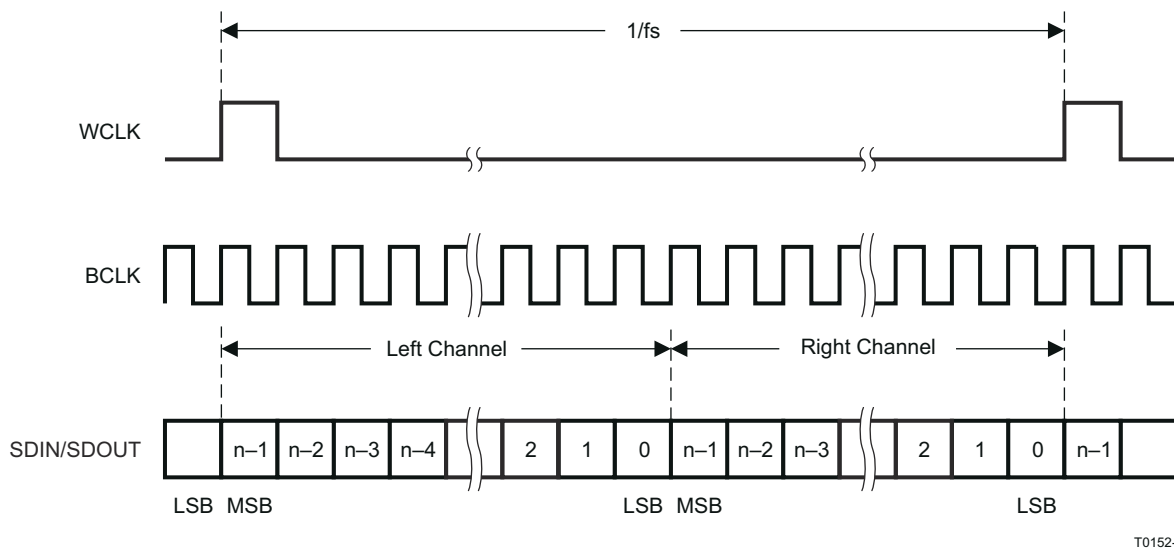 1/fs
WCLK
BCLK
Left Channel Right Channel
SDIN/SDOUT n–1 n–2 n–3 n–4 2 1 0 n–1 n–2 n–3 2 1 0 n–1
LSB MSB LSB MSB LSB